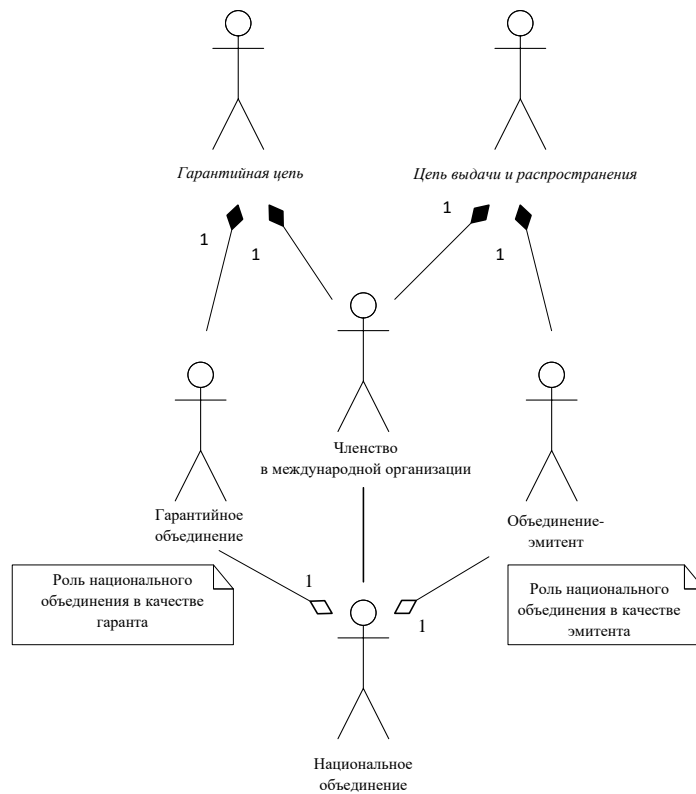 Гарантийная цепь
Цепь выдачи и распространения
1
1
1
1
Членство
в международной организации
Гарантийное
объединение
Объединение-
эмитент
Роль национального
объединения в качестве
гаранта
1
1
Роль национального
объединения в качестве
эмитента
Национальное
объединение